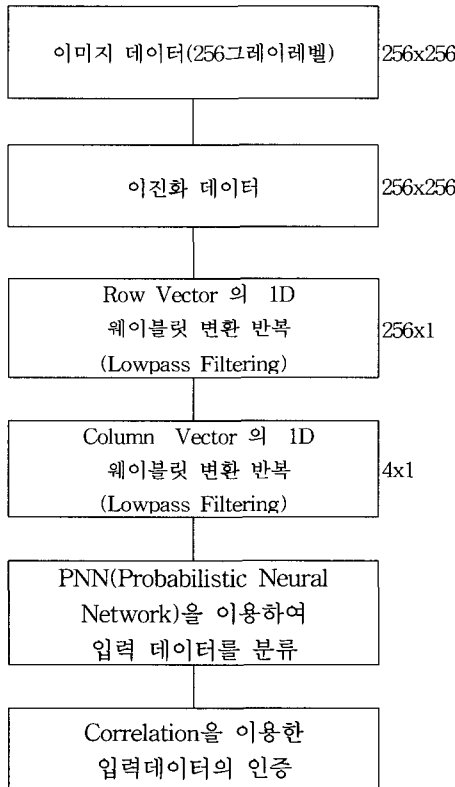 이미지 데이터(256그레이레벨) 256x256
이진화 데이터 256x256
Row Vector 의 1D
웨이블릿 변환 반복 256x1
(Lowpass Filtering)
Column Vector 의 1D
웨이블릿 변환 반복 4x1
(Lowpass Filtering)
PNN(Probabilistic Neural
Network)을 이용하여
입력 데이터를 분류
Correlation을 이용한
입력데이터의 인증